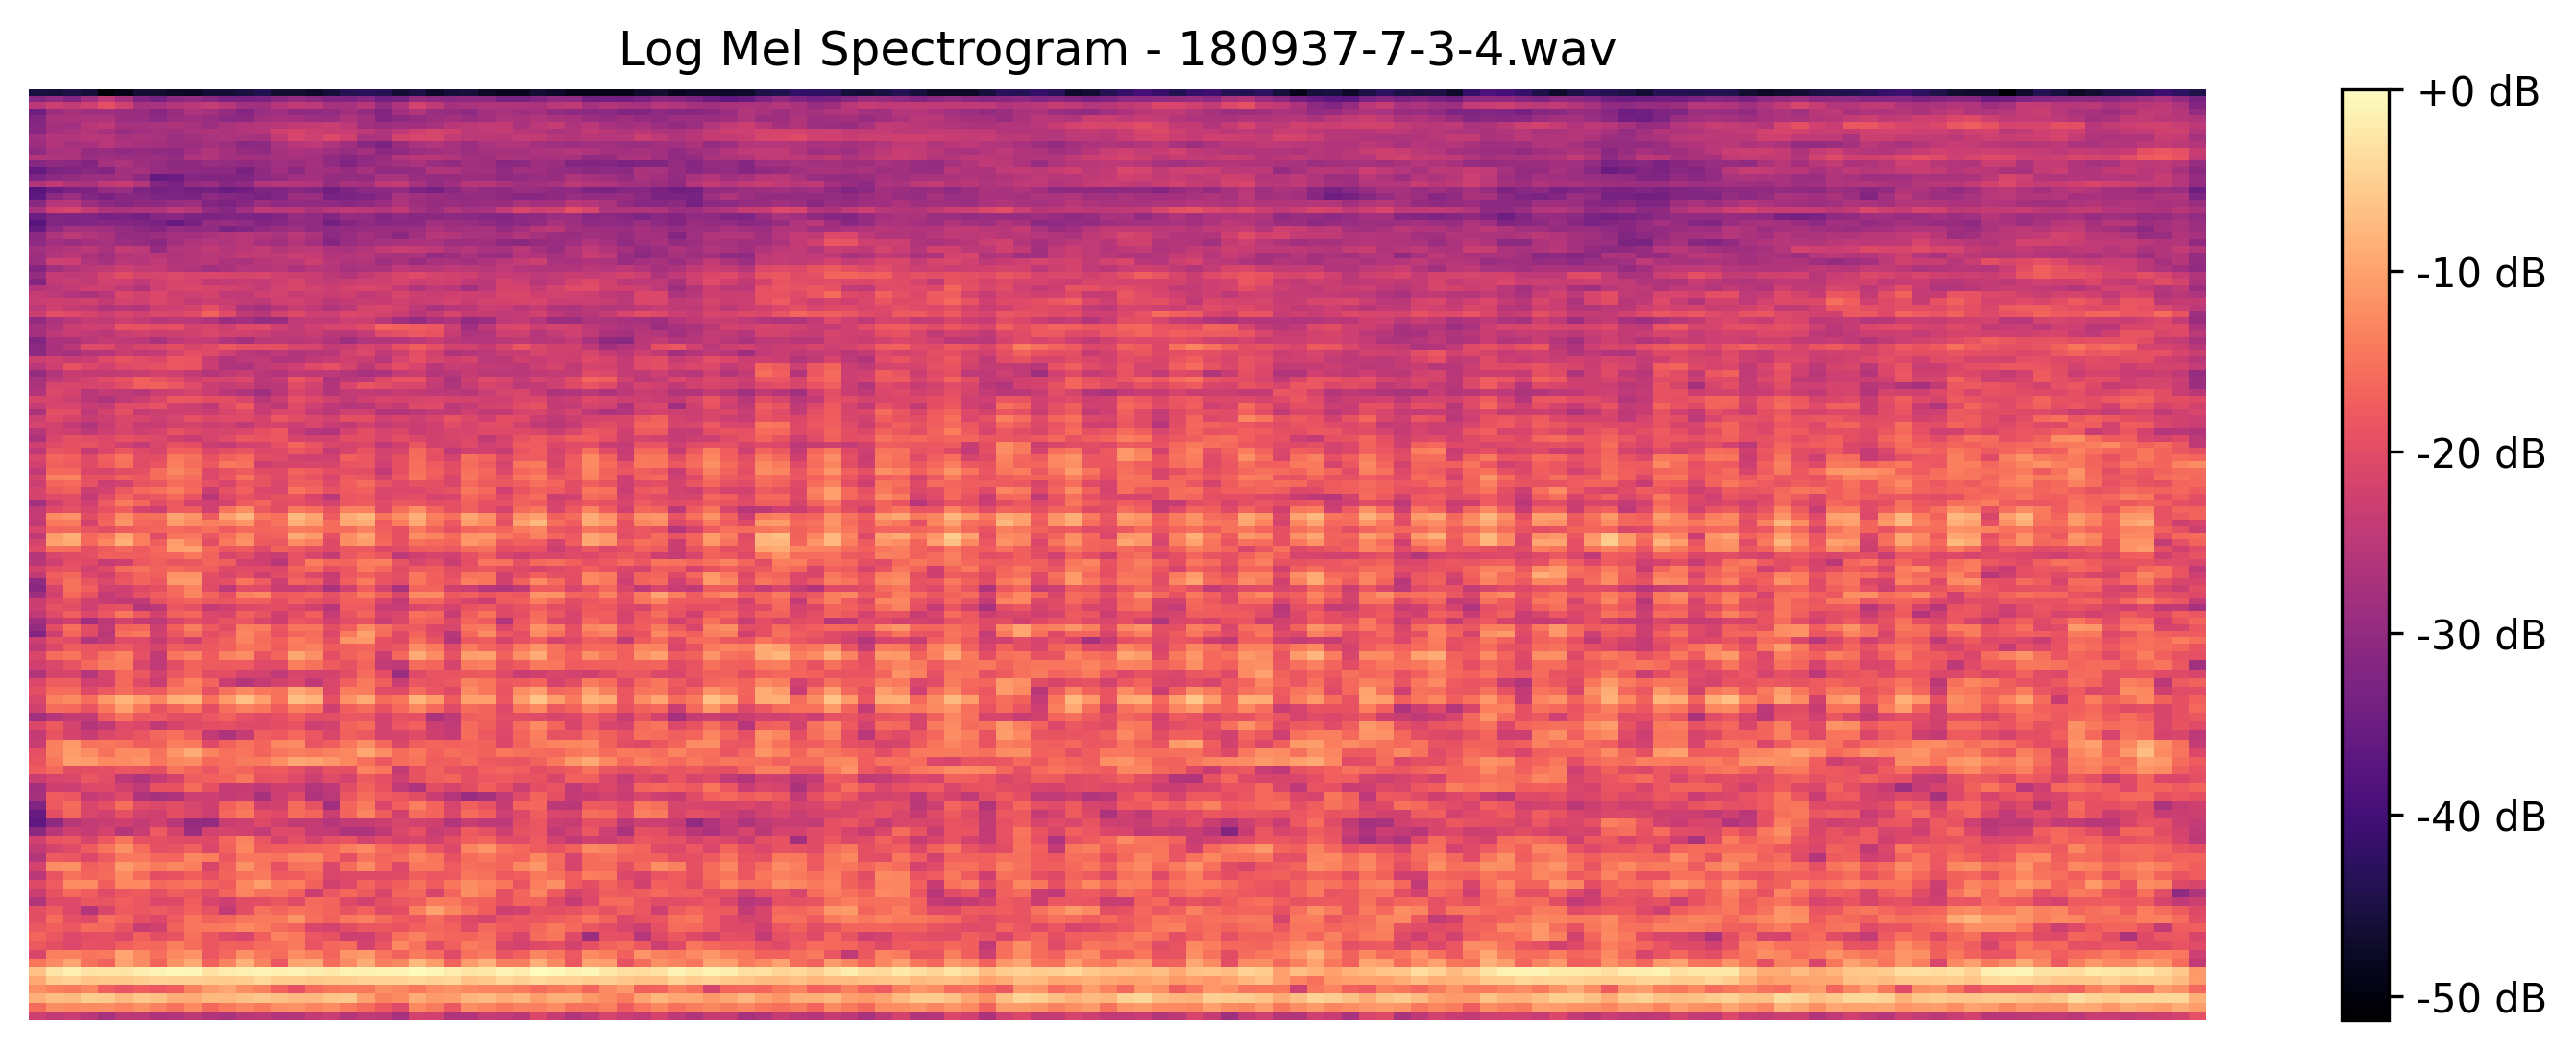 Log Mel Spectrogram - 180937-7-3-4.wav
+0 dB
-10 dB
-20 dB
-30 dB
-40 dB
-50 dB